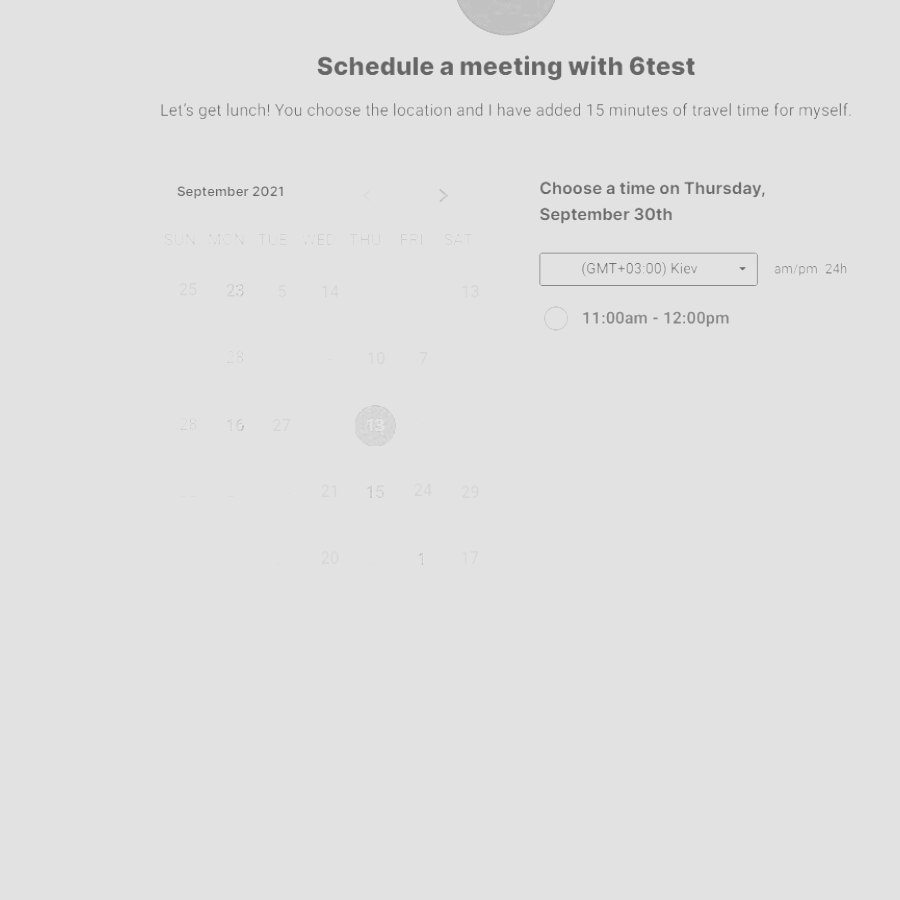 Schedule a meeting with 6test
Let's get lunch! You choose the location and I have added 15 minutes of travel time for myself.
September 2021
SUN MON TUE WED THU FRI SAT
25 23 5 14 13
28 10 7
28 16 27 13
21 15 24 29
20 1 17
Choose a time on Thursday,
September 30th
(GMT+03:00) Kiev
am/pm 24h
11:00am - 12:00pm